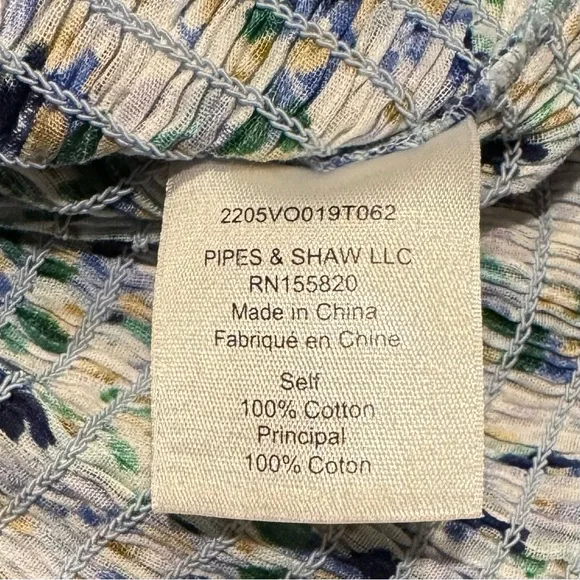 2205VO019T062
PIPES & SHAW LLC
RN155820
Made in China
Fabriqué en Chine
Self
100% Cotton
Principal
100% Coton